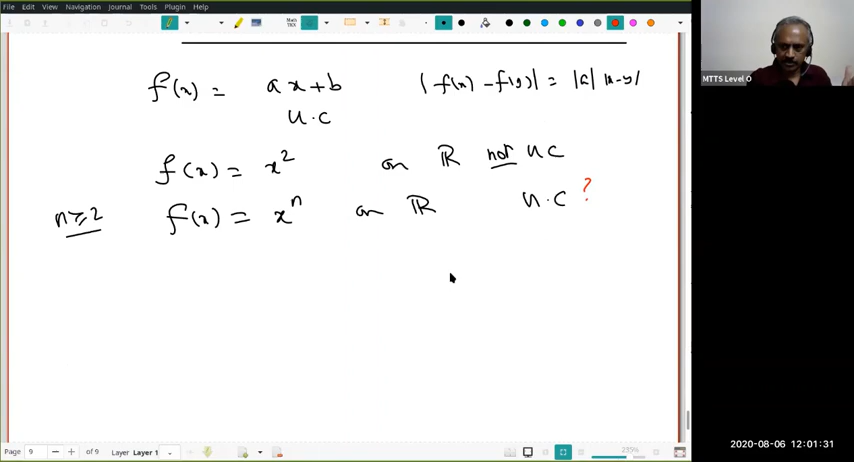 File Edit View Navigation Journal Tools Plugin Help
f(x) = ax+b |f(x) - f(y)| = |a| |x-y|
u.c
f(x) = x² on ℝ not u c
n≥2 f(x) = xⁿ on ℝ u.c ?
MTTS Level O
2020-08-06 12:01:31
Page 9 of 9 Layer Layer 1 235%